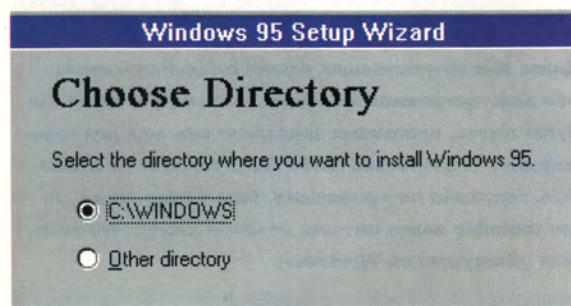 Windows 95 Setup Wizard
Choose Directory
Select the directory where you want to install Windows 95.
C:\WINDOWS
Other directory